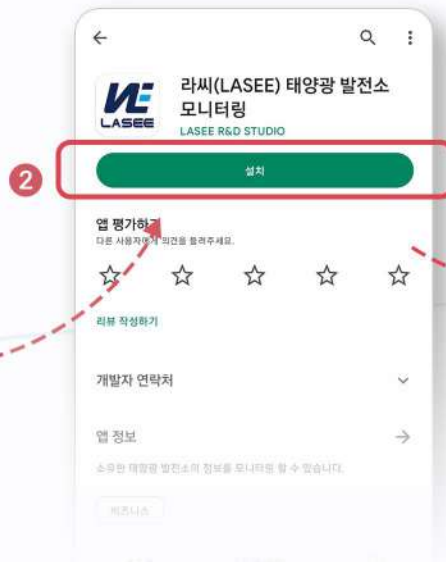 라씨(LASEE) 태양광 발전소
모니터링
LASEE
LASEE R&D STUDIO
2
설치
앱 평가하기
다른 사용자에게 의견을 들려주세요.
리뷰 작성하기
개발자 연락처
앱 정보
소유한 태양광 발전소의 정보를 모니터링 할 수 있습니다.
비즈니스